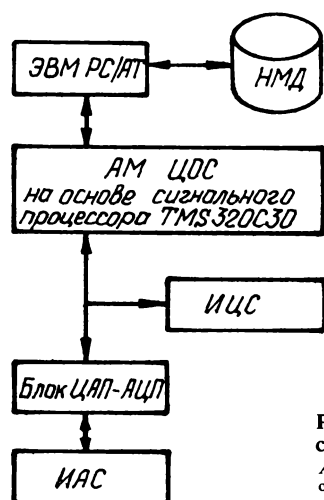 ЭВМ PC/AT
НМД
АМ ЦОС
на основе сигнального
процессора TMS320C30
ИЦС
Блок ЦАП-АЦП
ИАС